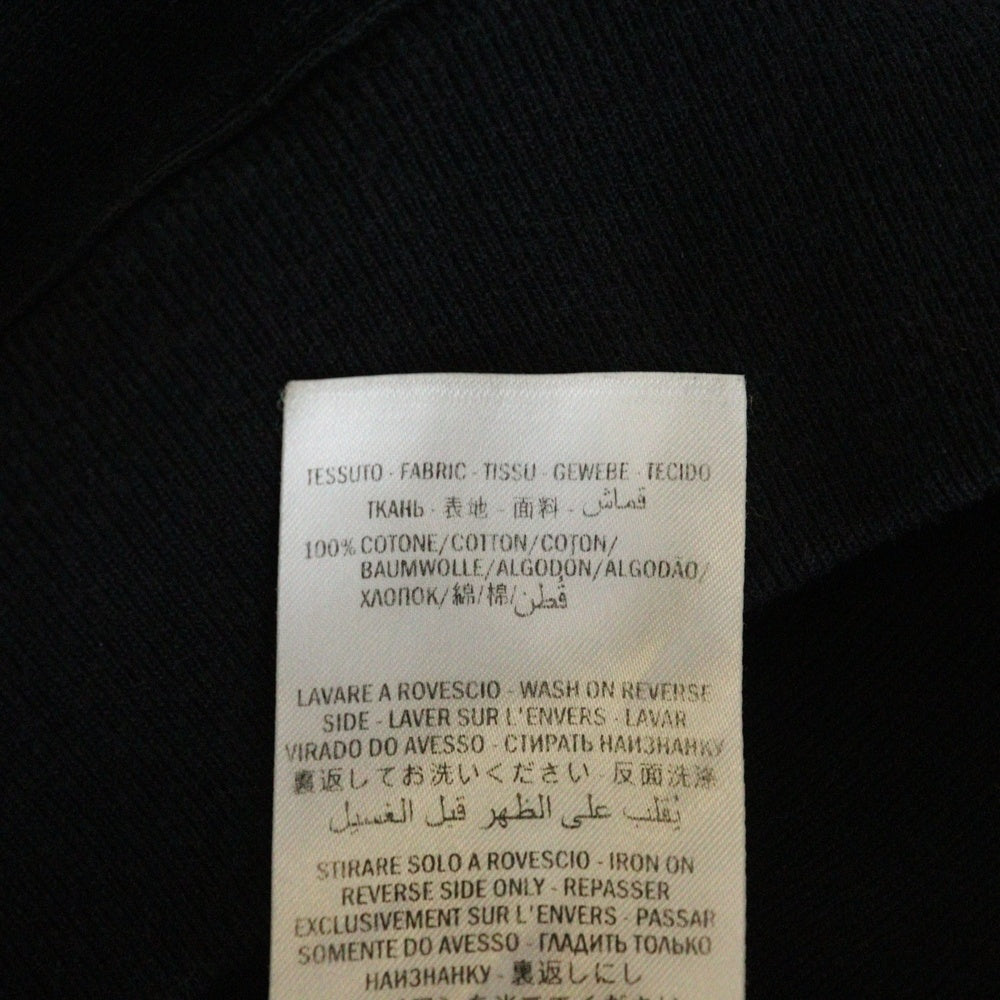 TESSUTO - FABRIC - TISSU - GEWEBE - TECIDO
ТКАНЬ - 表地 - 面料 - قماش
100% COTONE/COTTON/COTON/
BAUMWOLLE/ALGODON/ALGODÃO/
ХЛОПОК/綿/棉/قُطن
LAVARE A ROVESCIO - WASH ON REVERSE
SIDE - LAVER SUR L'ENVERS - LAVAR
VIRADO DO AVESSO - СТИРАТЬ НАИЗНАНКУ
裏返してお洗いください - 反面洗涤
يُقلب على الظهر قبل الغسيل
STIRARE SOLO A ROVESCIO - IRON ON
REVERSE SIDE ONLY - REPASSER
EXCLUSIVEMENT SUR L'ENVERS - PASSAR
SOMENTE DO AVESSO - ГЛАДИТЬ ТОЛЬКО
НАИЗНАНКУ - 裏返しにし